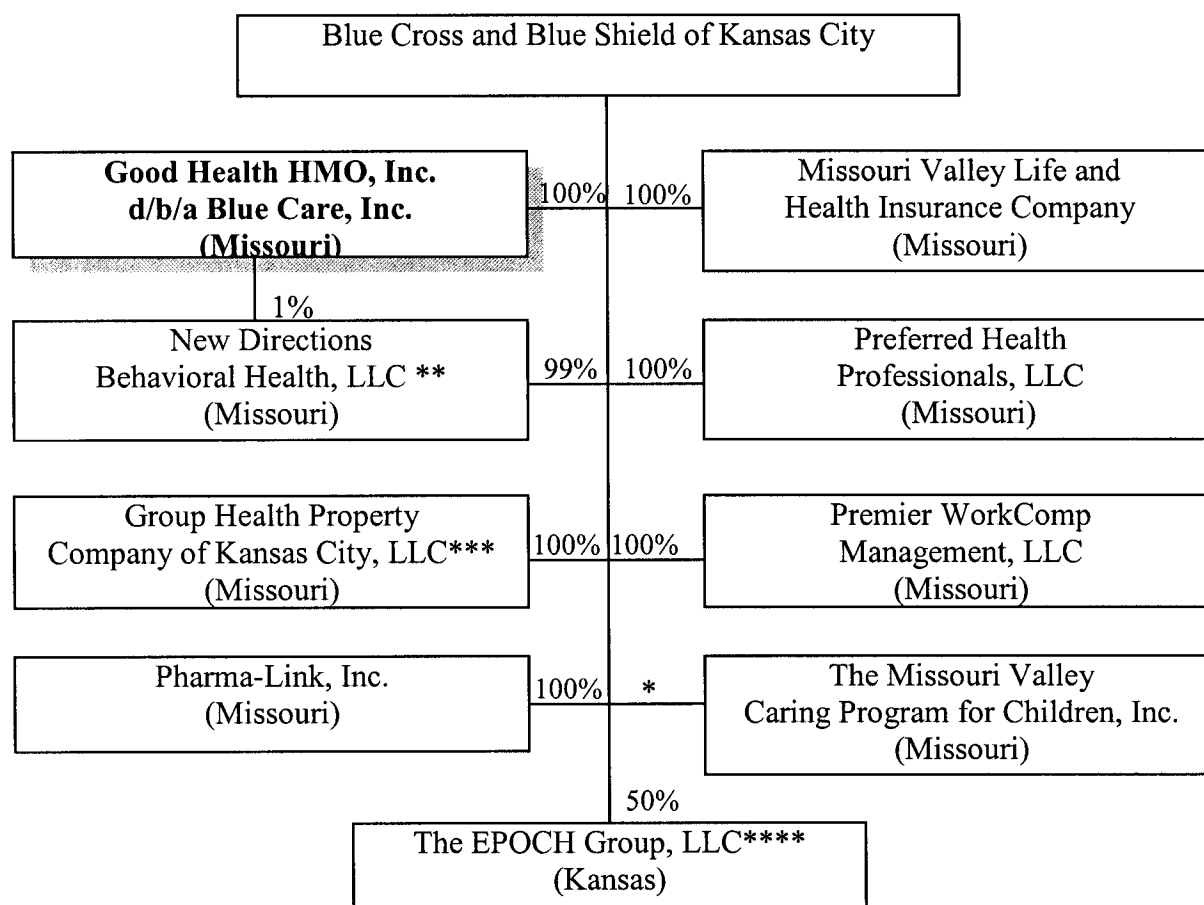 Blue Cross and Blue Shield of Kansas City
Good Health HMO, Inc.
d/b/a Blue Care, Inc.
(Missouri)
100%
100%
Missouri Valley Life and
Health Insurance Company
(Missouri)
1%
New Directions
Behavioral Health, LLC **
(Missouri)
99%
100%
Preferred Health
Professionals, LLC
(Missouri)
Group Health Property
Company of Kansas City, LLC***
(Missouri)
100%
100%
Premier WorkComp
Management, LLC
(Missouri)
Pharma-Link, Inc.
(Missouri)
100%
*
The Missouri Valley
Caring Program for Children, Inc.
(Missouri)
50%
The EPOCH Group, LLC****
(Kansas)